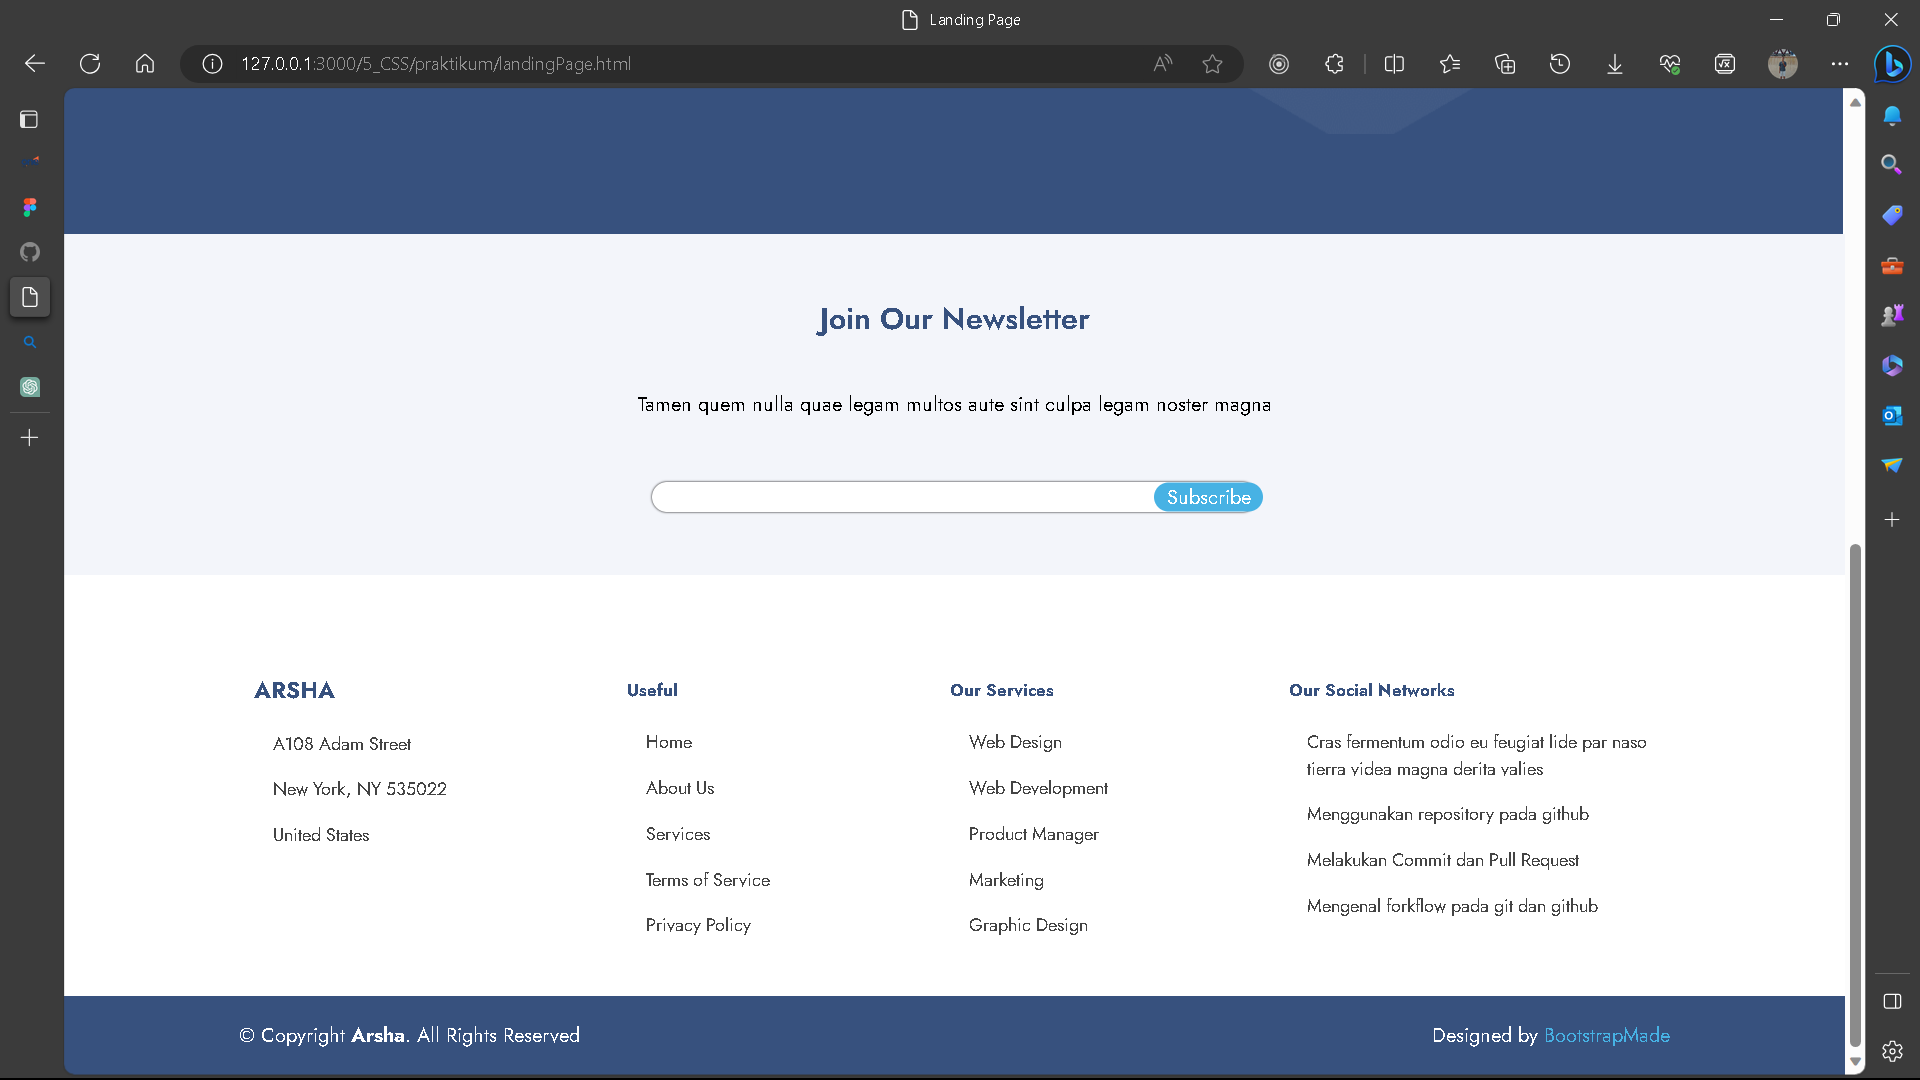 Landing Page
127.0.0.1:3000/5_CSS/praktikum/landingPage.html
Join Our Newsletter
Tamen quem nulla quae legam multos aute sint culpa legam noster magna
Subscribe
ARSHA
A108 Adam Street
New York, NY 535022
United States
Useful
Home
About Us
Services
Terms of Service
Privacy Policy
Our Services
Web Design
Web Development
Product Manager
Marketing
Graphic Design
Our Social Networks
Cras fermentum odio eu feugiat lide par naso
tierra videa magna derita valies
Menggunakan repository pada github
Melakukan Commit dan Pull Request
Mengenal forkflow pada git dan github
© Copyright Arsha. All Rights Reserved
Designed by BootstrapMade